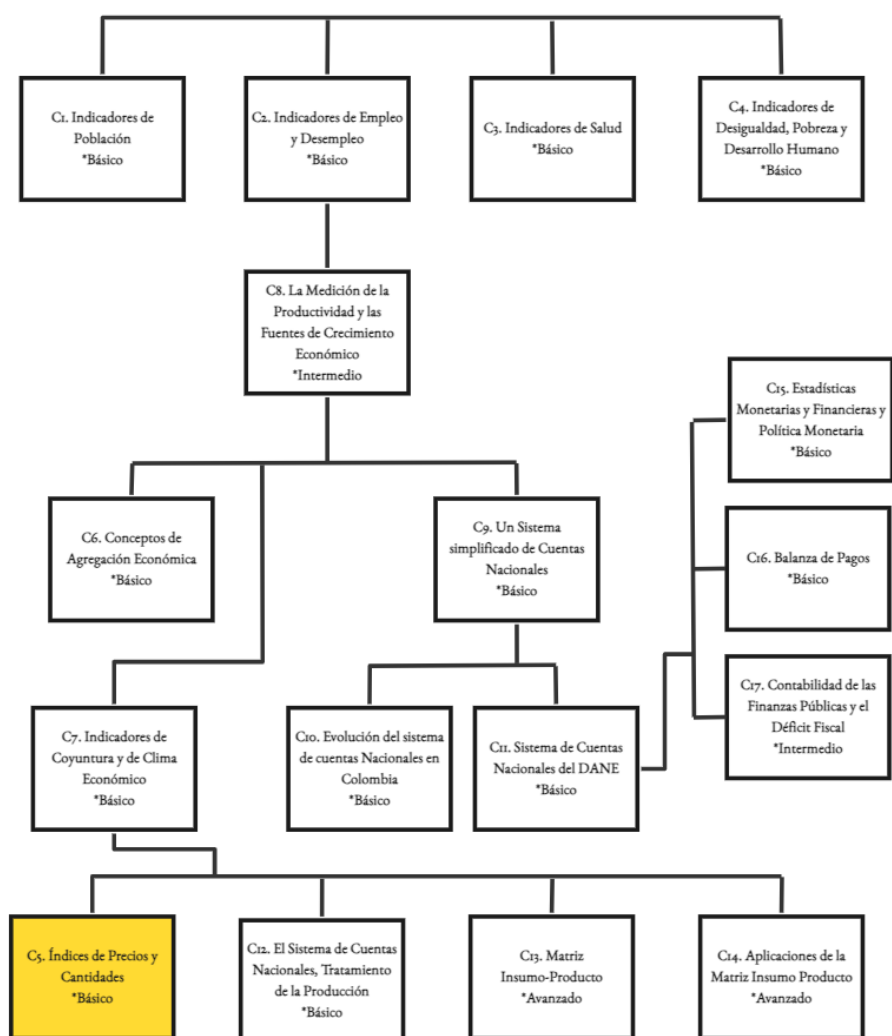 C1. Indicadores de
Población
*Básico
C2. Indicadores de Empleo
y Desempleo
*Básico
C3. Indicadores de Salud
*Básico
C4. Indicadores de
Desigualdad, Pobreza y
Desarrollo Humano
*Básico
C8. La Medición de la
Productividad y las
Fuentes de Crecimiento
Económico
*Intermedio
C15. Estadísticas
Monetarias y Financieras y
Política Monetaria
*Básico
C6. Conceptos de
Agregación Económica
*Básico
C9. Un Sistema
simplificado de Cuentas
Nacionales
*Básico
C16. Balanza de Pagos
*Básico
C17. Contabilidad de las
Finanzas Públicas y el
Déficit Fiscal
*Intermedio
C7. Indicadores de
Coyuntura y de Clima
Económico
*Básico
C10. Evolución del sistema
de cuentas Nacionales en
Colombia
*Básico
C11. Sistema de Cuentas
Nacionales del DANE
*Básico
C5. Índices de Precios y
Cantidades
*Básico
C12. El Sistema de Cuentas
Nacionales, Tratamiento
de la Producción
*Básico
C13. Matriz
Insumo-Producto
*Avanzado
C14. Aplicaciones de la
Matriz Insumo Producto
*Avanzado